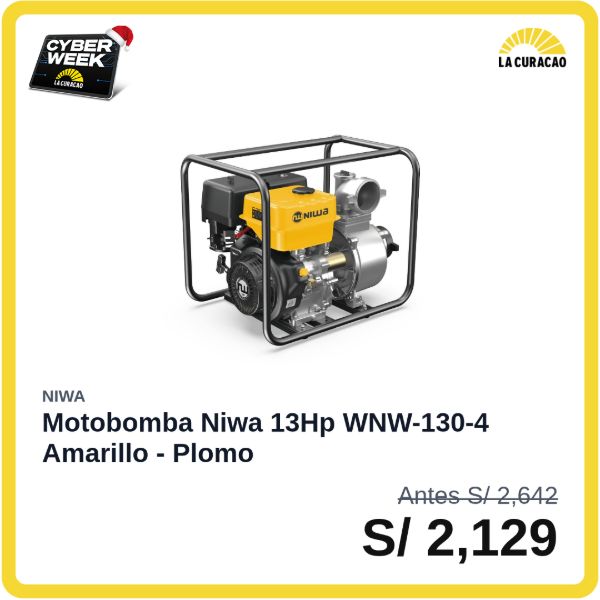 CYBER
WEEK
LA CURACAO
LA CURACAO
NIWA
NIWA
Motobomba Niwa 13Hp WNW-130-4
Amarillo - Plomo
Antes S/ 2,642
S/ 2,129